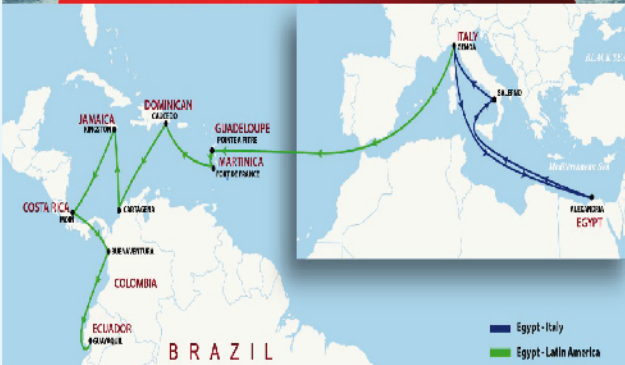 ITALY
GENOA
BLACK SEA
SALERNO
Mediterranean Sea
ALEXANDRIA
EGYPT
DOMINICAN
CAUCEDO
JAMAICA
KINGSTON
GUADELOUPE
POINTE A PITRE
MARTINICA
FORT DE FRANCE
COSTA RICA
MOIN
CARTAGENA
BUENAVENTURA
COLOMBIA
ECUADOR
GUAYAQUIL
BRAZIL
Egypt - Italy
Egypt - Latin America